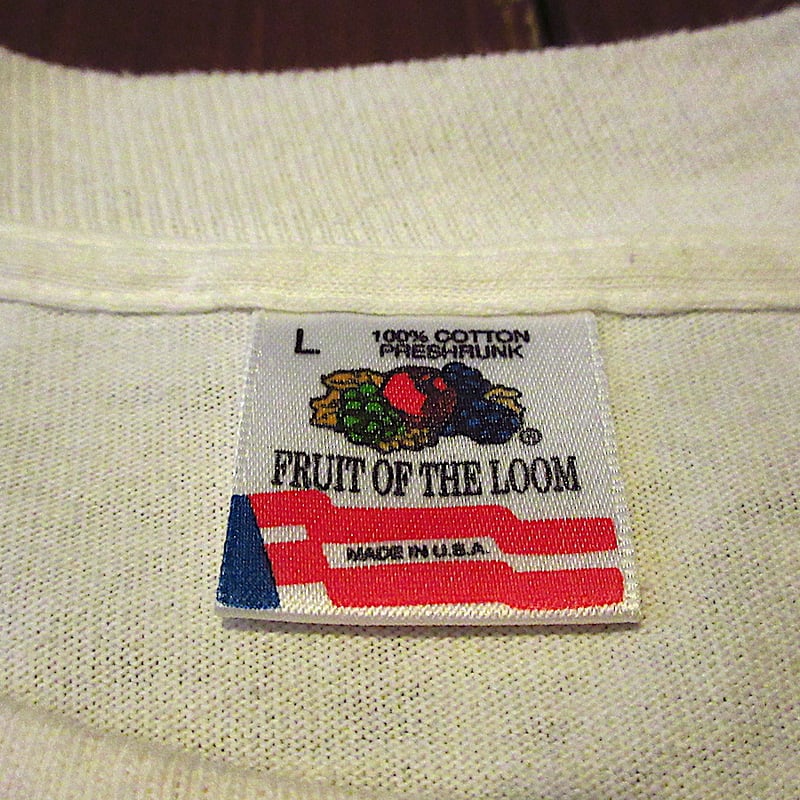 L
100% COTTON
PRESHRUNK
®
FRUIT OF THE LOOM
MADE IN U.S.A.